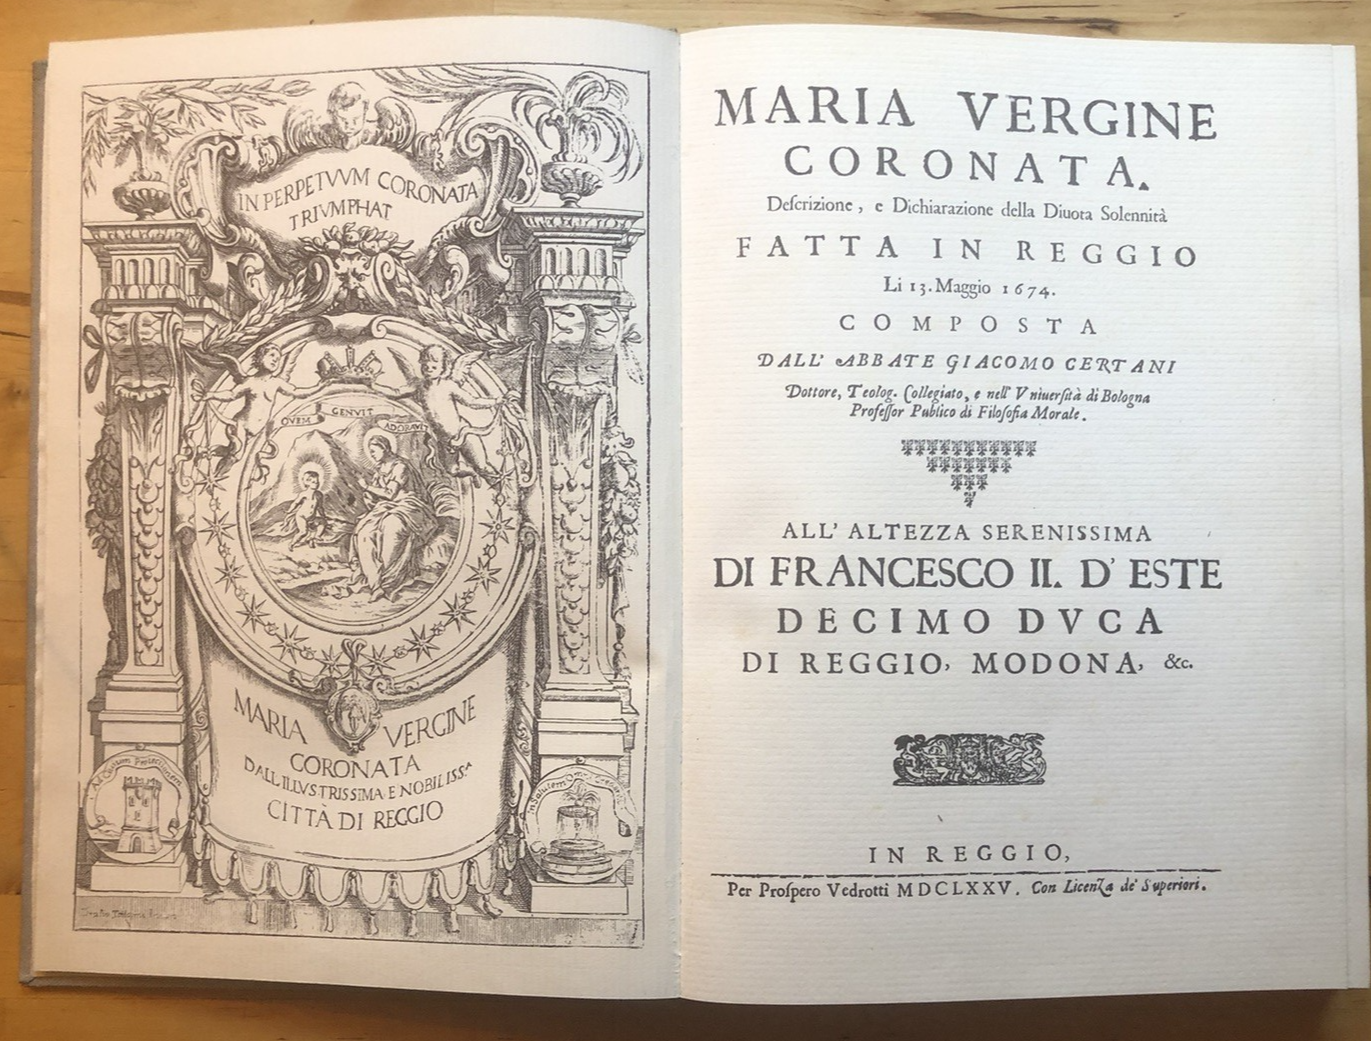 IN PERPETVVM CORONATA
TRIVMPHAT
QVEM GENVIT ADORAVIT
MARIA VERGINE
CORONATA
DALL ILLVSTRISSIMA E NOBILISS.A
CITTÀ DI REGGIO
MARIA VERGINE
CORONATA.
Deſcrizione, e Dichiarazione della Diuota Solennità
FATTA IN REGGIO
Li 13. Maggio 1674.
COMPOSTA
DALL' ABBATE GIACOMO CERTANI
Dottore, Teolog. Collegiato, e nell' Vniuerſità di Bologna
Profeſſor Publico di Filoſofia Morale.
ALL' ALTEZZA SERENISSIMA
DI FRANCESCO II. D' ESTE
DECIMO DVCA
DI REGGIO, MODONA, &c.
IN REGGIO,
Per Proſpero Vedrotti MDCLXXV. Con Licenza de' Superiori.